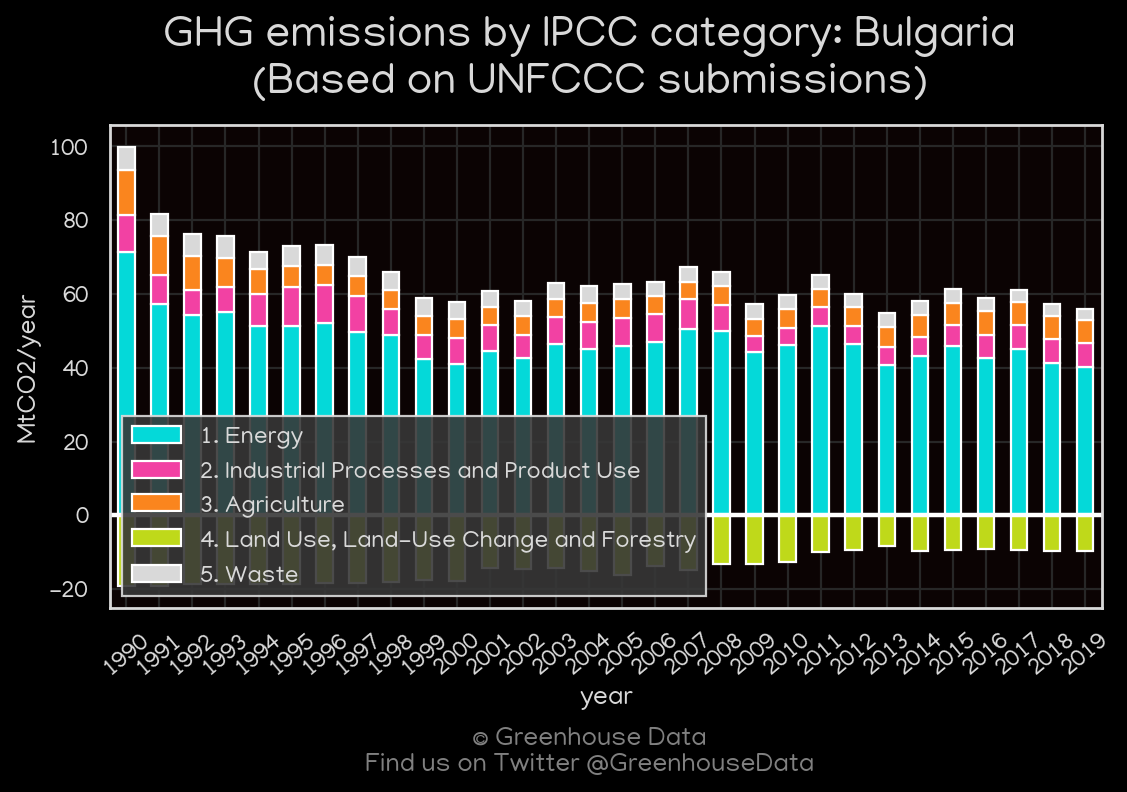 GHG emissions by IPCC category: Bulgaria
(Based on UNFCCC submissions)
100
80
60
40
20
0
−20
MtCO2/year
1. Energy
2. Industrial Processes and Product Use
3. Agriculture
4. Land Use, Land-Use Change and Forestry
5. Waste
1990 1991 1992 1993 1994 1995 1996 1997 1998 1999 2000 2001 2002 2003 2004 2005 2006 2007 2008 2009 2010 2011 2012 2013 2014 2015 2016 2017 2018 2019
year
© Greenhouse Data
Find us on Twitter @GreenhouseData